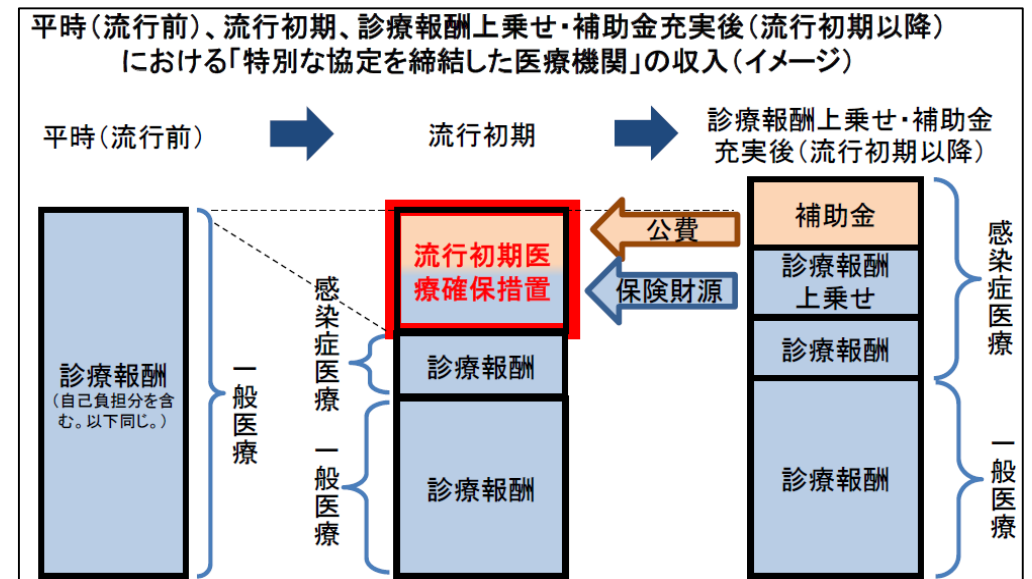 平時(流行前)、流行初期、診療報酬上乗せ・補助金充実後(流行初期以降)
における「特別な協定を締結した医療機関」の収入(イメージ)
平時(流行前)
流行初期
診療報酬上乗せ・補助金
充実後(流行初期以降)
診療報酬
(自己負担分を含
む。以下同じ。)
一般医療
流行初期医
療確保措置
感染症医療
診療報酬
一般医療
診療報酬
公費
保険財源
補助金
診療報酬
上乗せ
診療報酬
感染症医療
診療報酬
一般医療